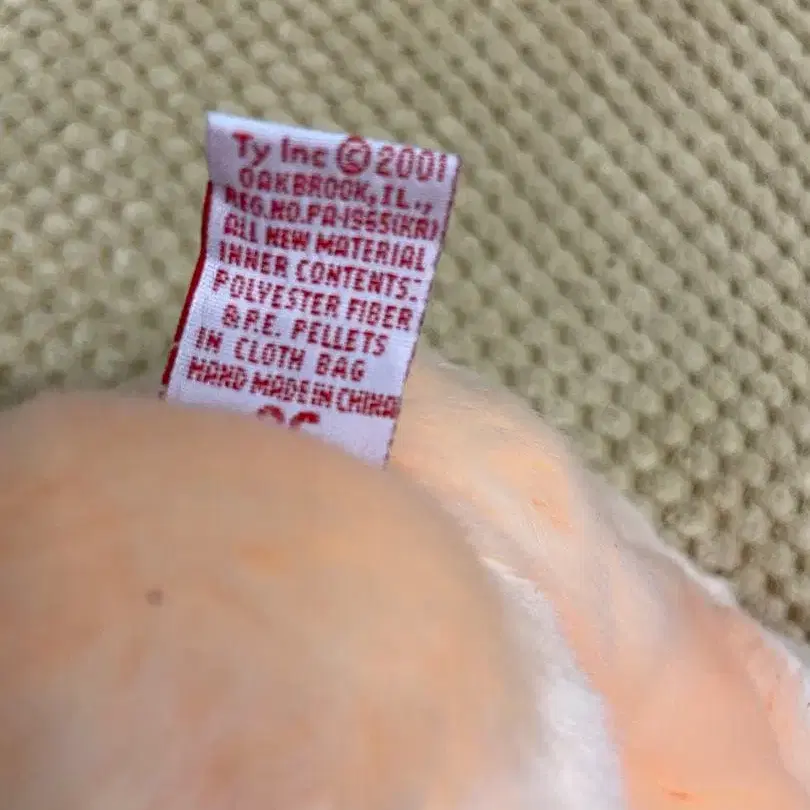 Ty Inc © 2001
OAKBROOK, IL.,
REG.NO.PA-1965(KR)
ALL NEW MATERIAL
INNER CONTENTS:
POLYESTER FIBER
&P.E. PELLETS
IN CLOTH BAG
HAND MADE IN CHINA